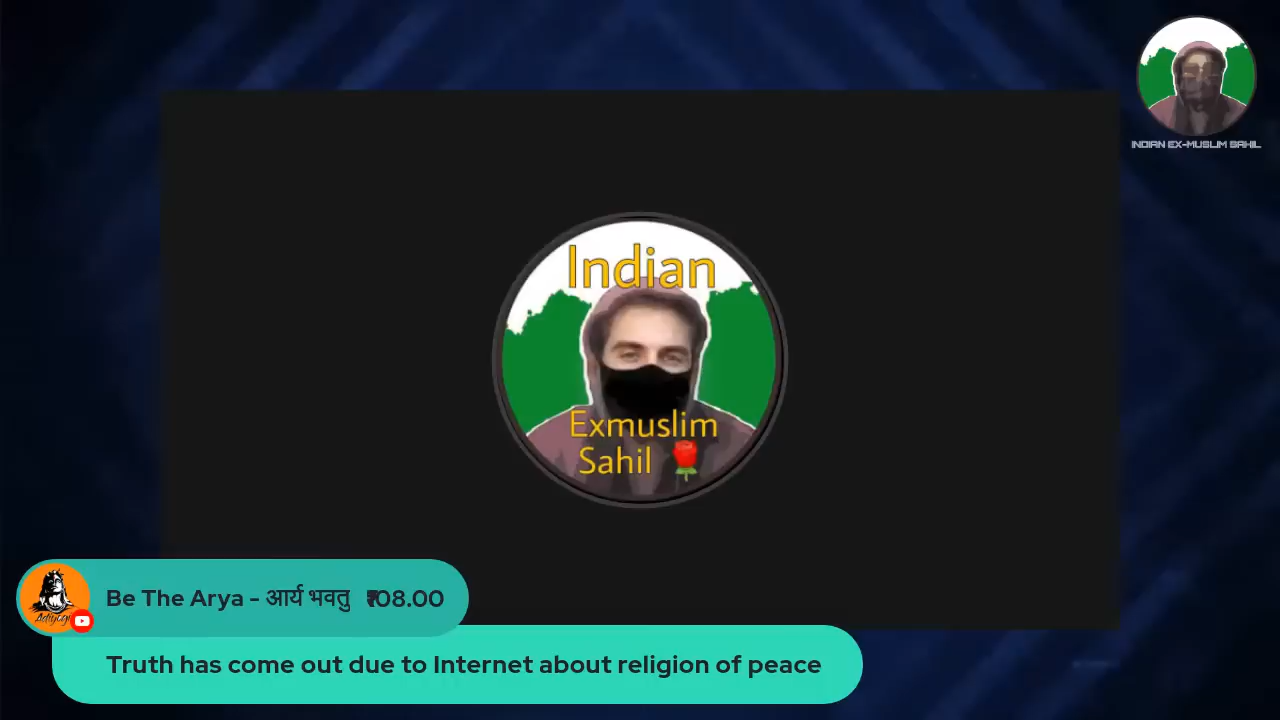 INDIAN EX-MUSLIM SAHIL
Indian
Exmuslim
Sahil
Be The Arya - आर्य भवतु ₹108.00
Truth has come out due to Internet about religion of peace